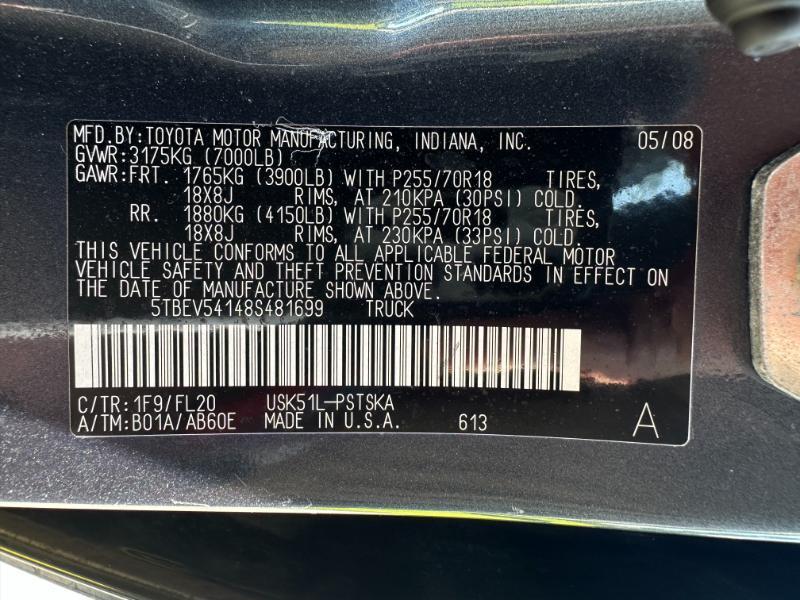 MFD. BY: TOYOTA MOTOR MANUFACTURING, INDIANA, INC. 05/08
GVWR: 3175KG (7000LB)
GAWR: FRT. 1765KG (3900LB) WITH P255/70R18 TIRES,
18X8J RIMS, AT 210KPA (30PSI) COLD.
RR. 1880KG (4150LB) WITH P255/70R18 TIRES,
18X8J RIMS, AT 230KPA (33PSI) COLD.
THIS VEHICLE CONFORMS TO ALL APPLICABLE FEDERAL MOTOR
VEHICLE SAFETY AND THEFT PREVENTION STANDARDS IN EFFECT ON
THE DATE OF MANUFACTURE SHOWN ABOVE.
5TBEV54148S481699 TRUCK
C/TR: 1F9/FL20 USK51L-PSTSKA
A/TM: B01A/AB60E MADE IN U.S.A. 613 A